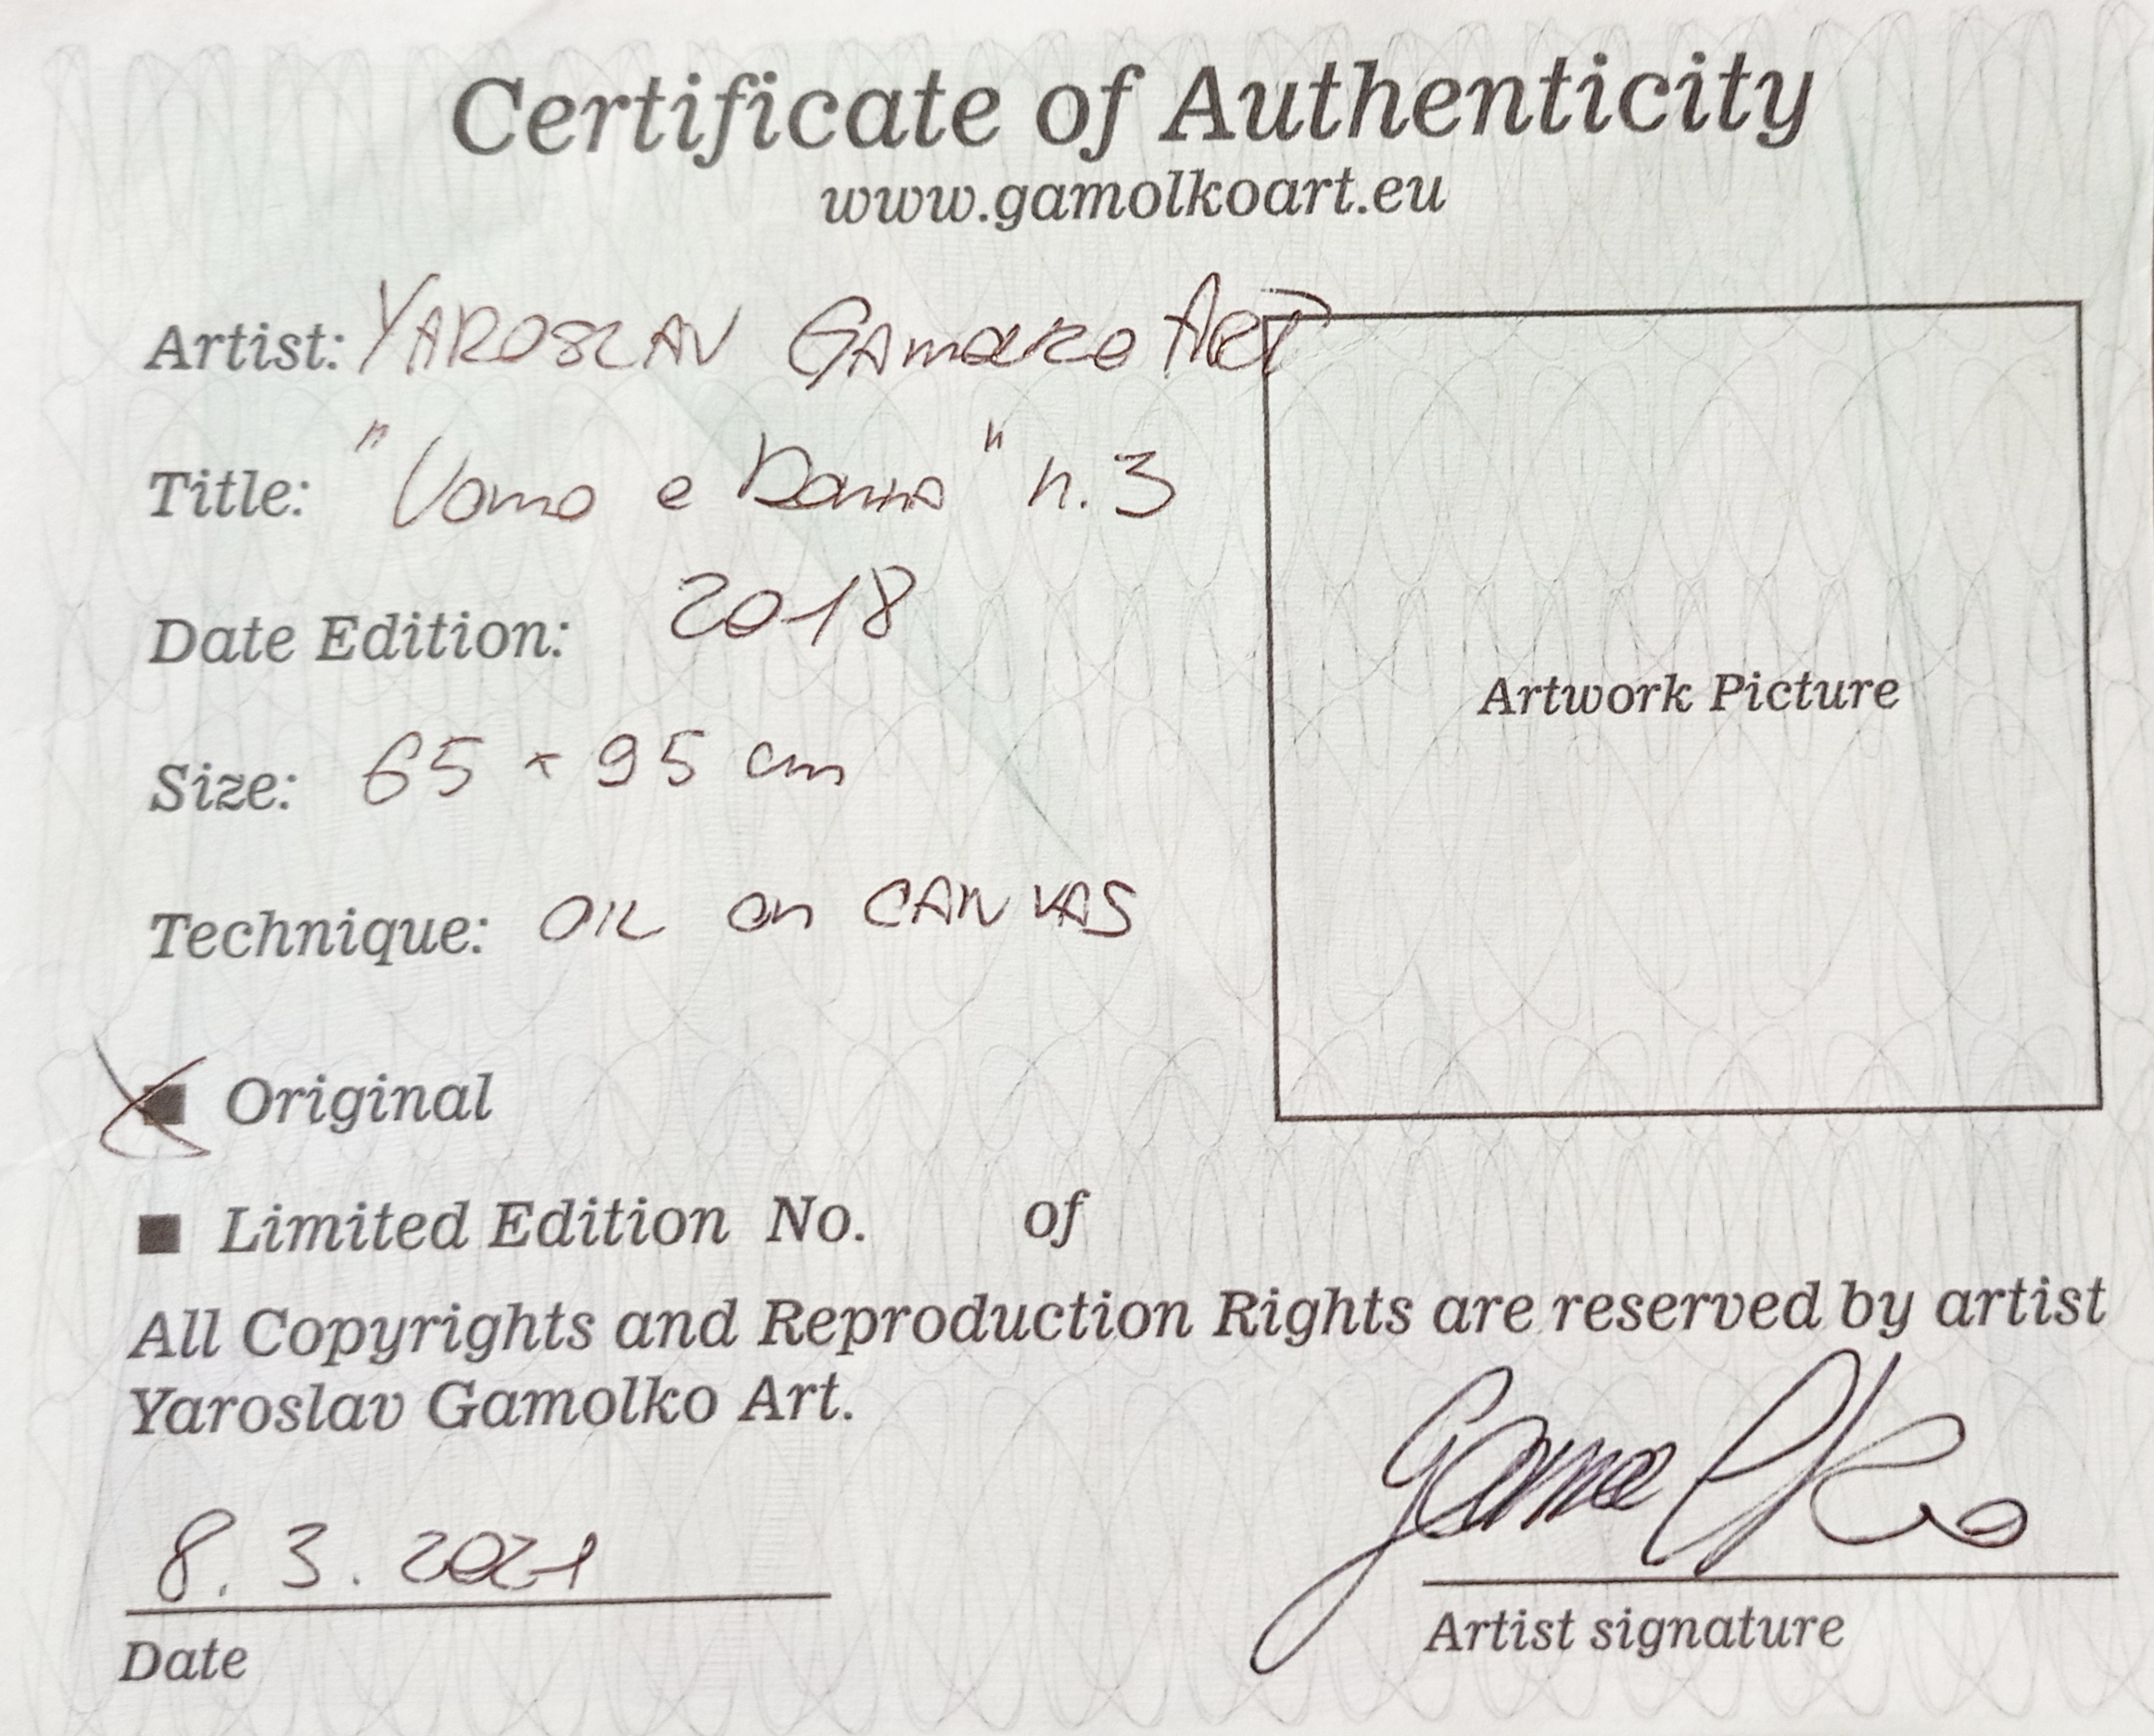 Certificate of Authenticity
www.gamolkoart.eu
Artist: YAROSLAV GAMOLKO ART
Title: "Uomo e Donna" n.3
Date Edition: 2018
Size: 65 x 95 cm
Technique: OIL on CANVAS
Artwork Picture
Original
Limited Edition No. of
All Copyrights and Reproduction Rights are reserved by artist
Yaroslav Gamolko Art.
8. 3. 2021
Date
Gamolko
Artist signature